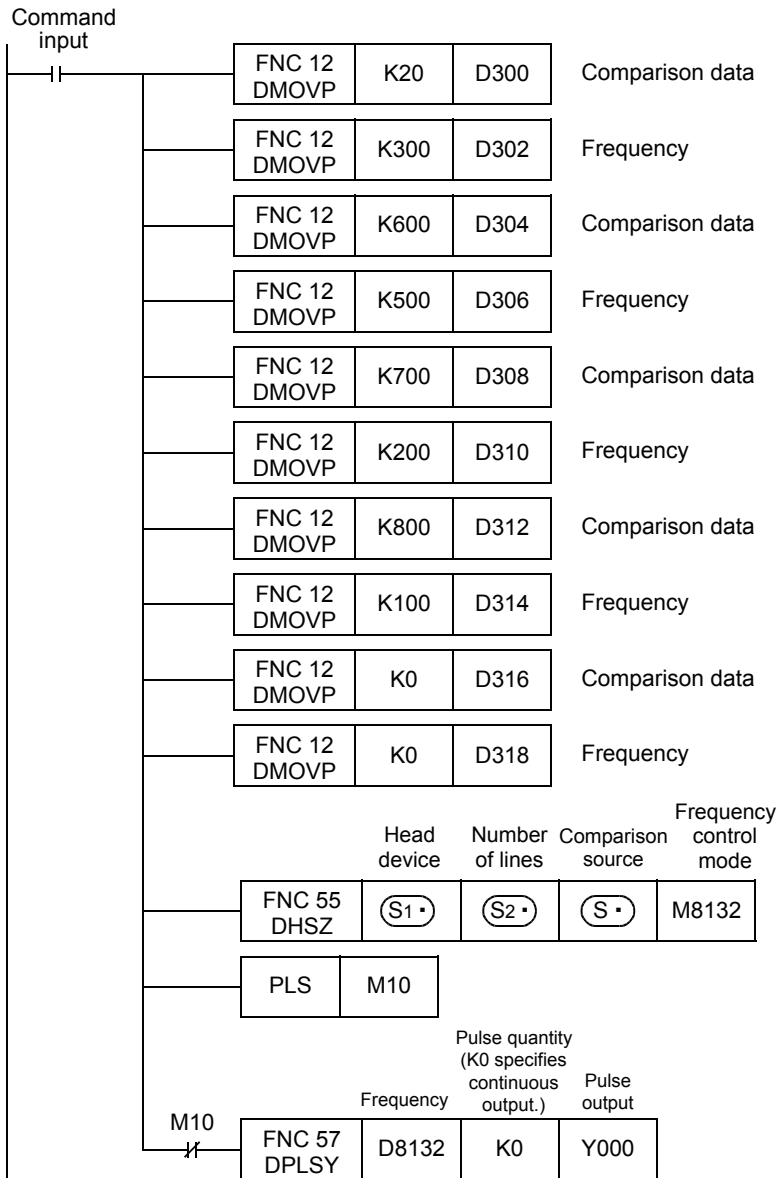 Command
input
FNC 12
DMOVP K20 D300 Comparison data
FNC 12
DMOVP K300 D302 Frequency
FNC 12
DMOVP K600 D304 Comparison data
FNC 12
DMOVP K500 D306 Frequency
FNC 12
DMOVP K700 D308 Comparison data
FNC 12
DMOVP K200 D310 Frequency
FNC 12
DMOVP K800 D312 Comparison data
FNC 12
DMOVP K100 D314 Frequency
FNC 12
DMOVP K0 D316 Comparison data
FNC 12
DMOVP K0 D318 Frequency
Head
device
Number
of lines
Comparison
source
Frequency
control
mode
FNC 55
DHSZ S1· S2· S· M8132
PLS M10
Frequency
Pulse quantity
(K0 specifies
continuous
output.)
Pulse
output
M10
FNC 57
DPLSY D8132 K0 Y000